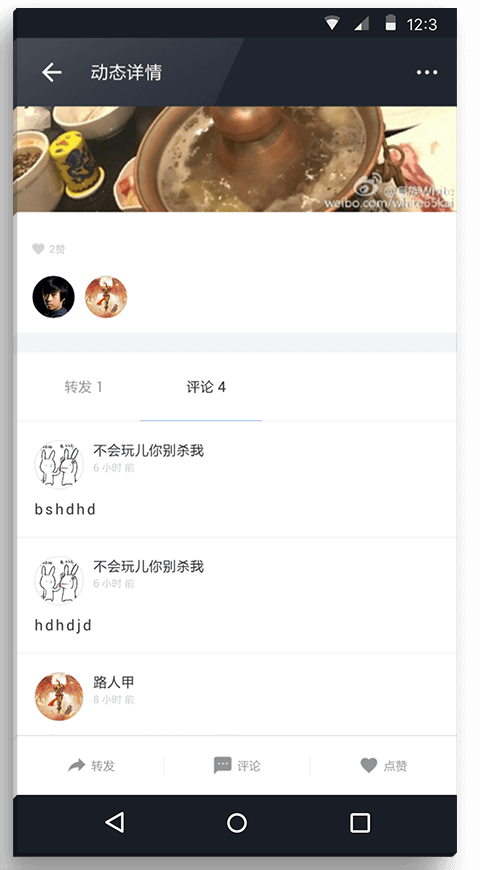 12:3
动态详情
weibo.com/white65kai
2赞
转发 1
评论 4
不会玩儿你别杀我
6 小时 前
bshdhd
不会玩儿你别杀我
6 小时 前
hdhdjd
路人甲
8 小时 前
转发
评论
点赞